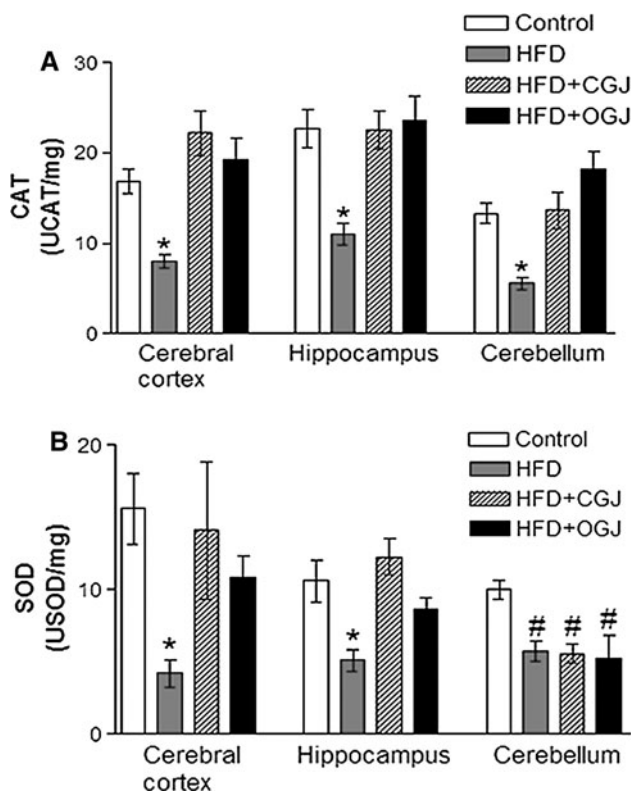 Control
HFD
HFD+CGJ
HFD+OGJ
A
30
20
10
0
CAT
(UCAT/mg)
*
*
*
Cerebral
cortex
Hippocampus
Cerebellum
B
Control
HFD
HFD+CGJ
HFD+OGJ
20
10
0
SOD
(USOD/mg)
*
*
# # #
Cerebral
cortex
Hippocampus
Cerebellum